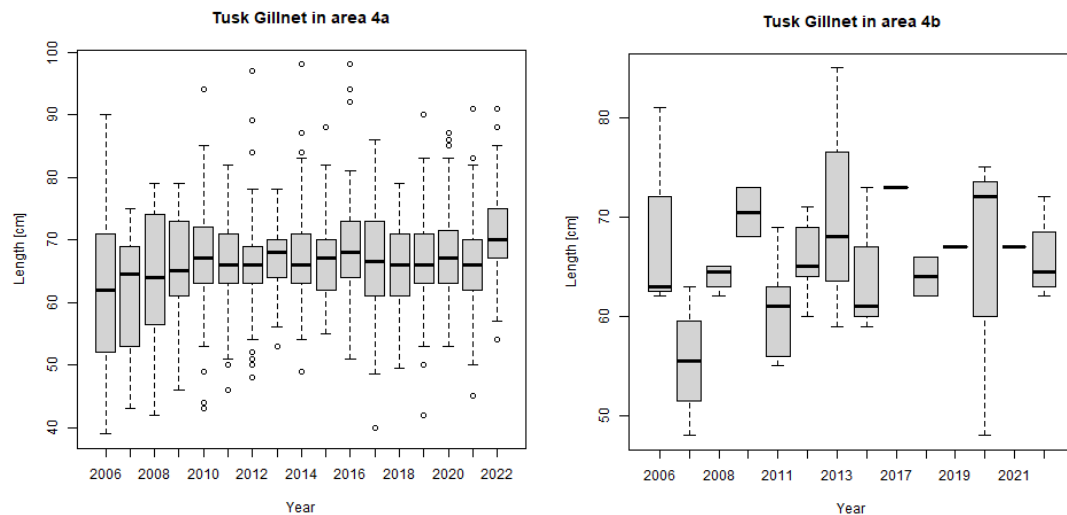 Tusk Gillnet in area 4a
Length [cm]
100
90
80
70
60
50
40
2006 2008 2010 2012 2014 2016 2018 2020 2022
Year
Tusk Gillnet in area 4b
Length [cm]
80
70
60
50
2006 2008 2011 2013 2017 2019 2021
Year